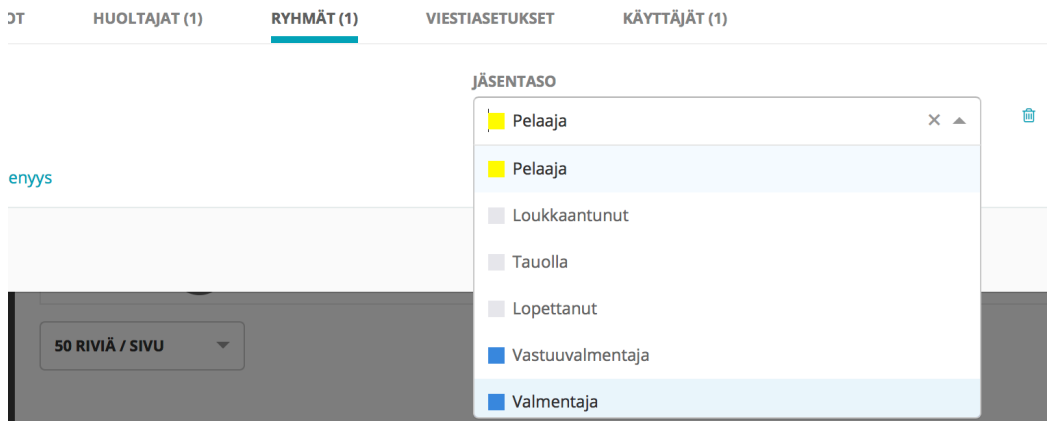 OT HUOLTAJAT (1) RYHMÄT (1) VIESTIASETUKSET KÄYTTÄJÄT (1)
JÄSENTASO
Pelaaja
Pelaaja
enyys
Loukkaantunut
Tauolla
Lopettanut
50 RIVIÄ / SIVU
Vastuuvalmentaja
Valmentaja